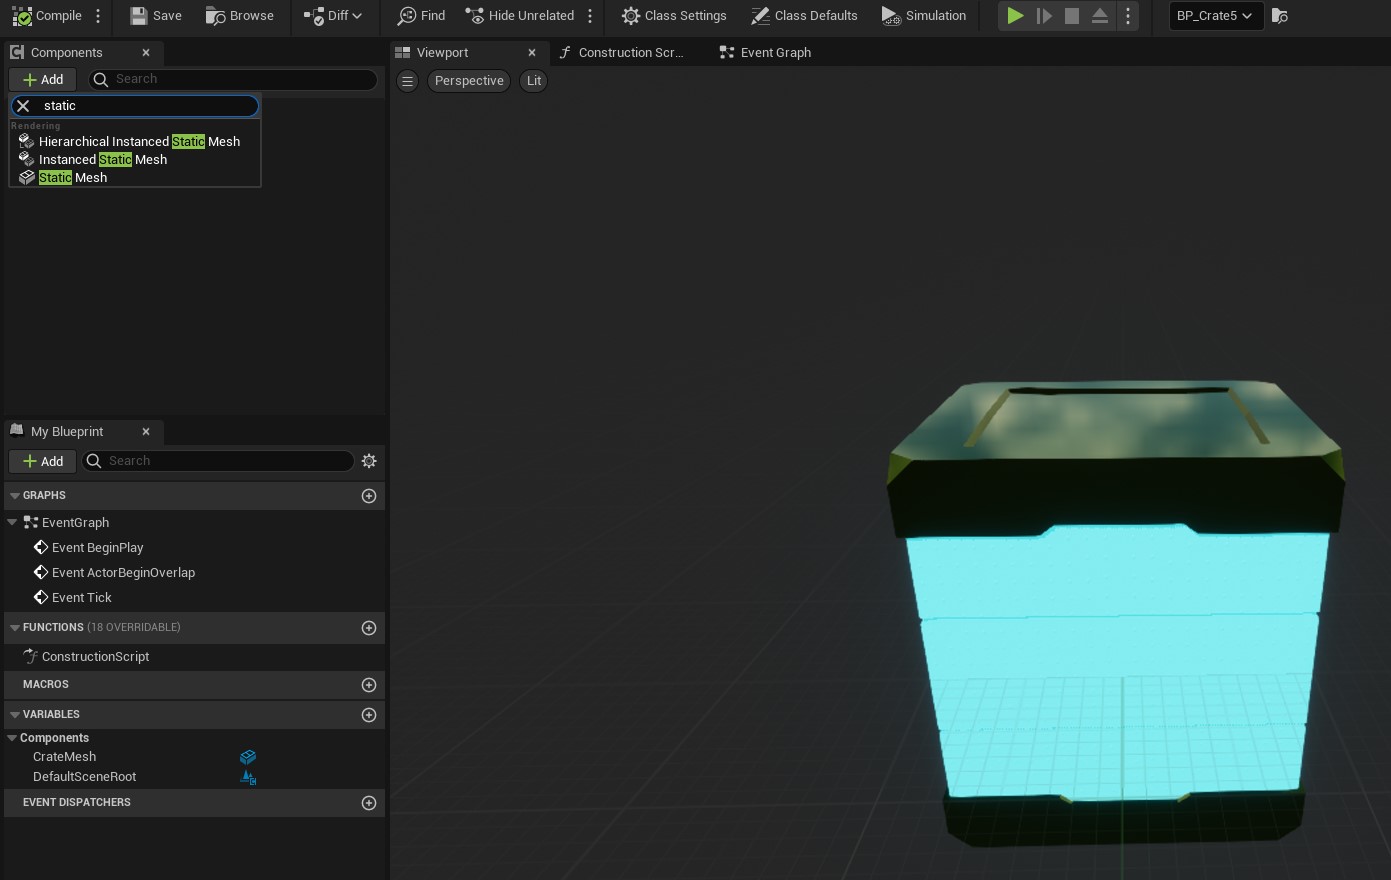 Compile
Save
Browse
Diff
Find
Hide Unrelated
Class Settings
Class Defaults
Simulation
BP_Crate5
Components
Add
Search
static
Rendering
Hierarchical Instanced Static Mesh
Instanced Static Mesh
Static Mesh
Viewport
Construction Scr...
Event Graph
Perspective
Lit
My Blueprint
Add
Search
GRAPHS
EventGraph
Event BeginPlay
Event ActorBeginOverlap
Event Tick
FUNCTIONS (18 OVERRIDABLE)
ConstructionScript
MACROS
VARIABLES
Components
CrateMesh
DefaultSceneRoot
EVENT DISPATCHERS